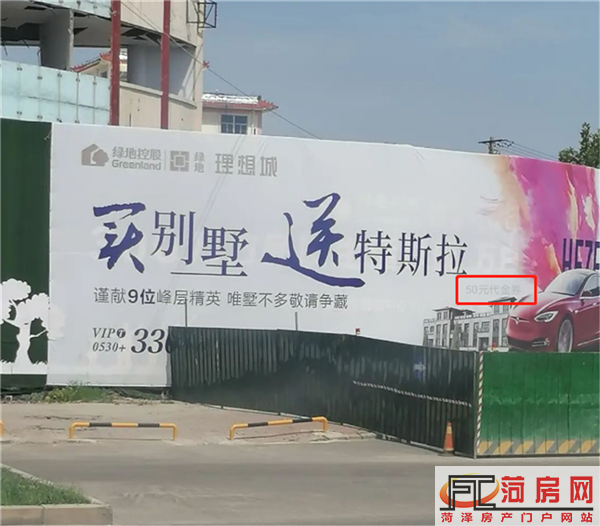 绿地控股
Greenland
绿地
理想城
买别墅 送 特斯拉
50元代金券
谨献9位峰层精英 唯墅不多敬请争藏
VIP
0530+ 33
HEZE
菏房网
菏泽房产门户网站